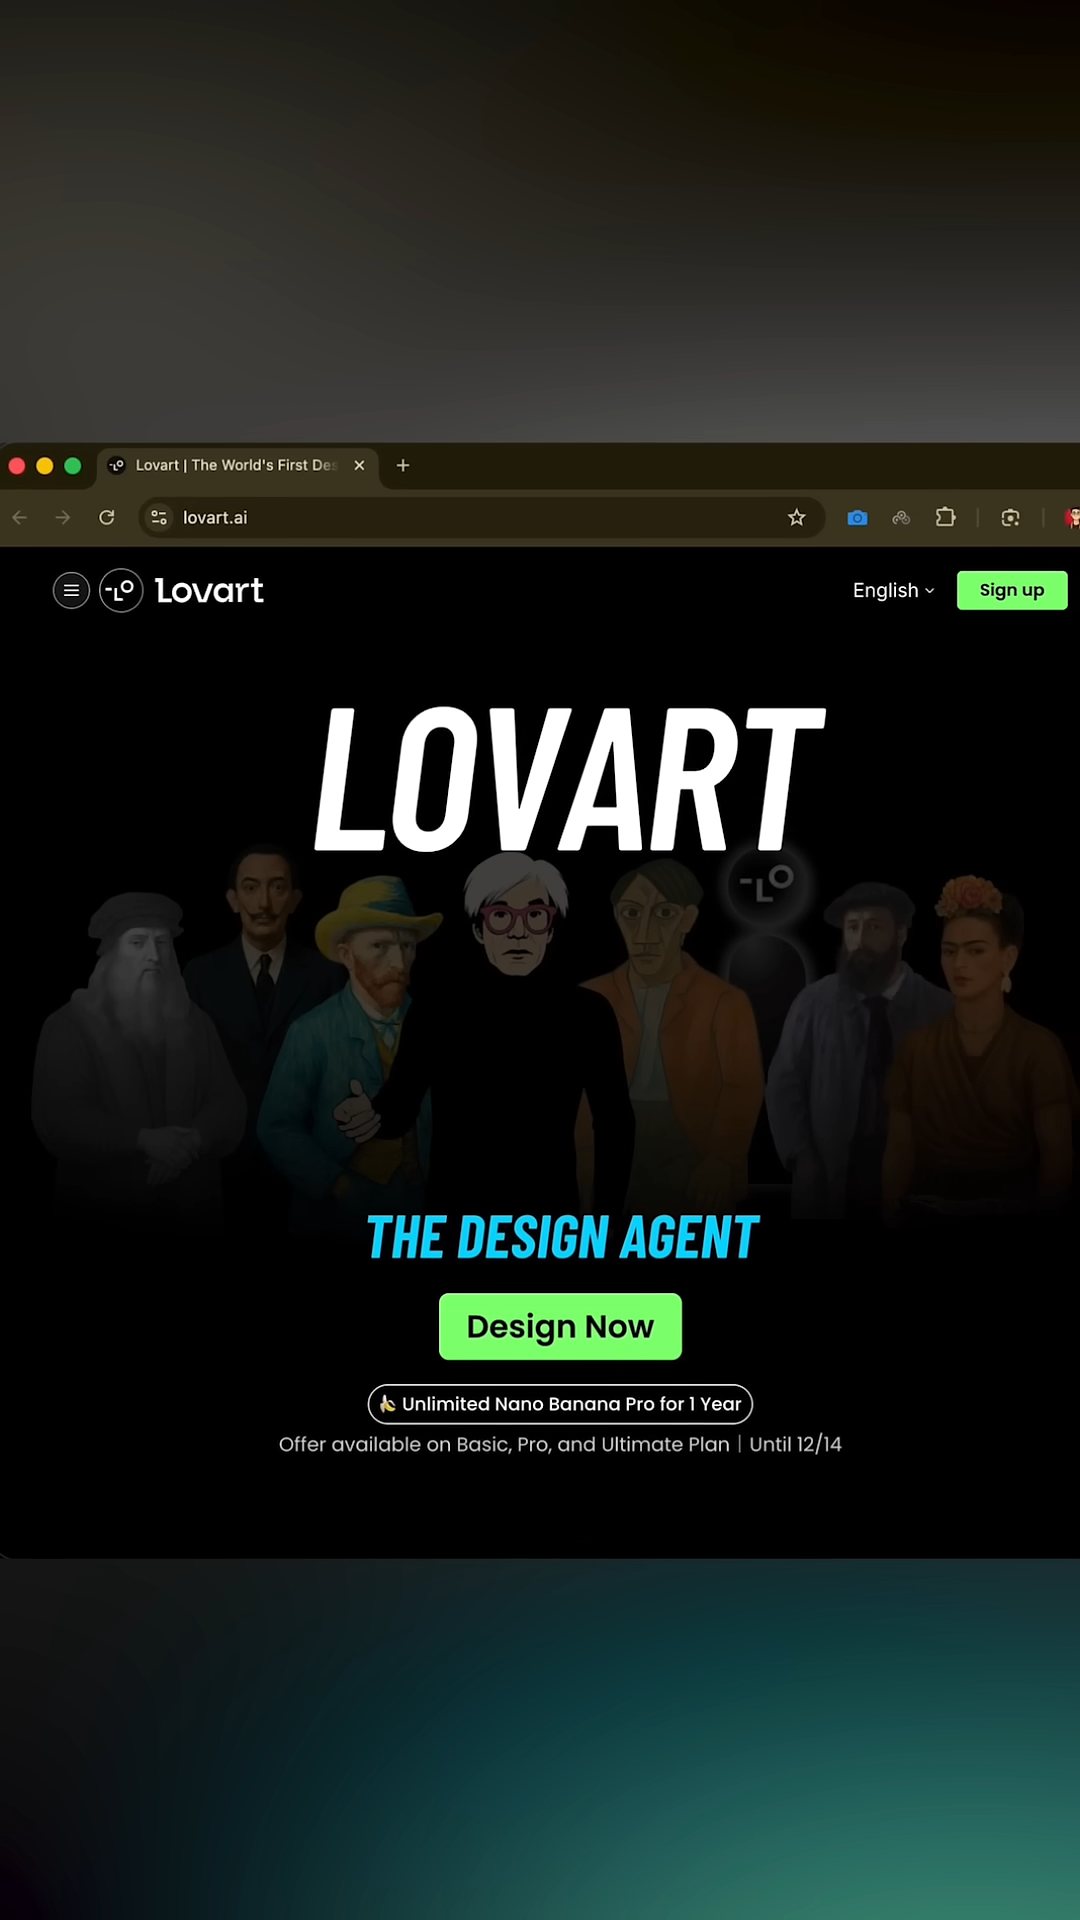 Lovart | The World's First Des
lovart.ai
Lovart
English
Sign up
LOVART
THE DESIGN AGENT
Design Now
Unlimited Nano Banana Pro for 1 Year
Offer available on Basic, Pro, and Ultimate Plan | Until 12/14